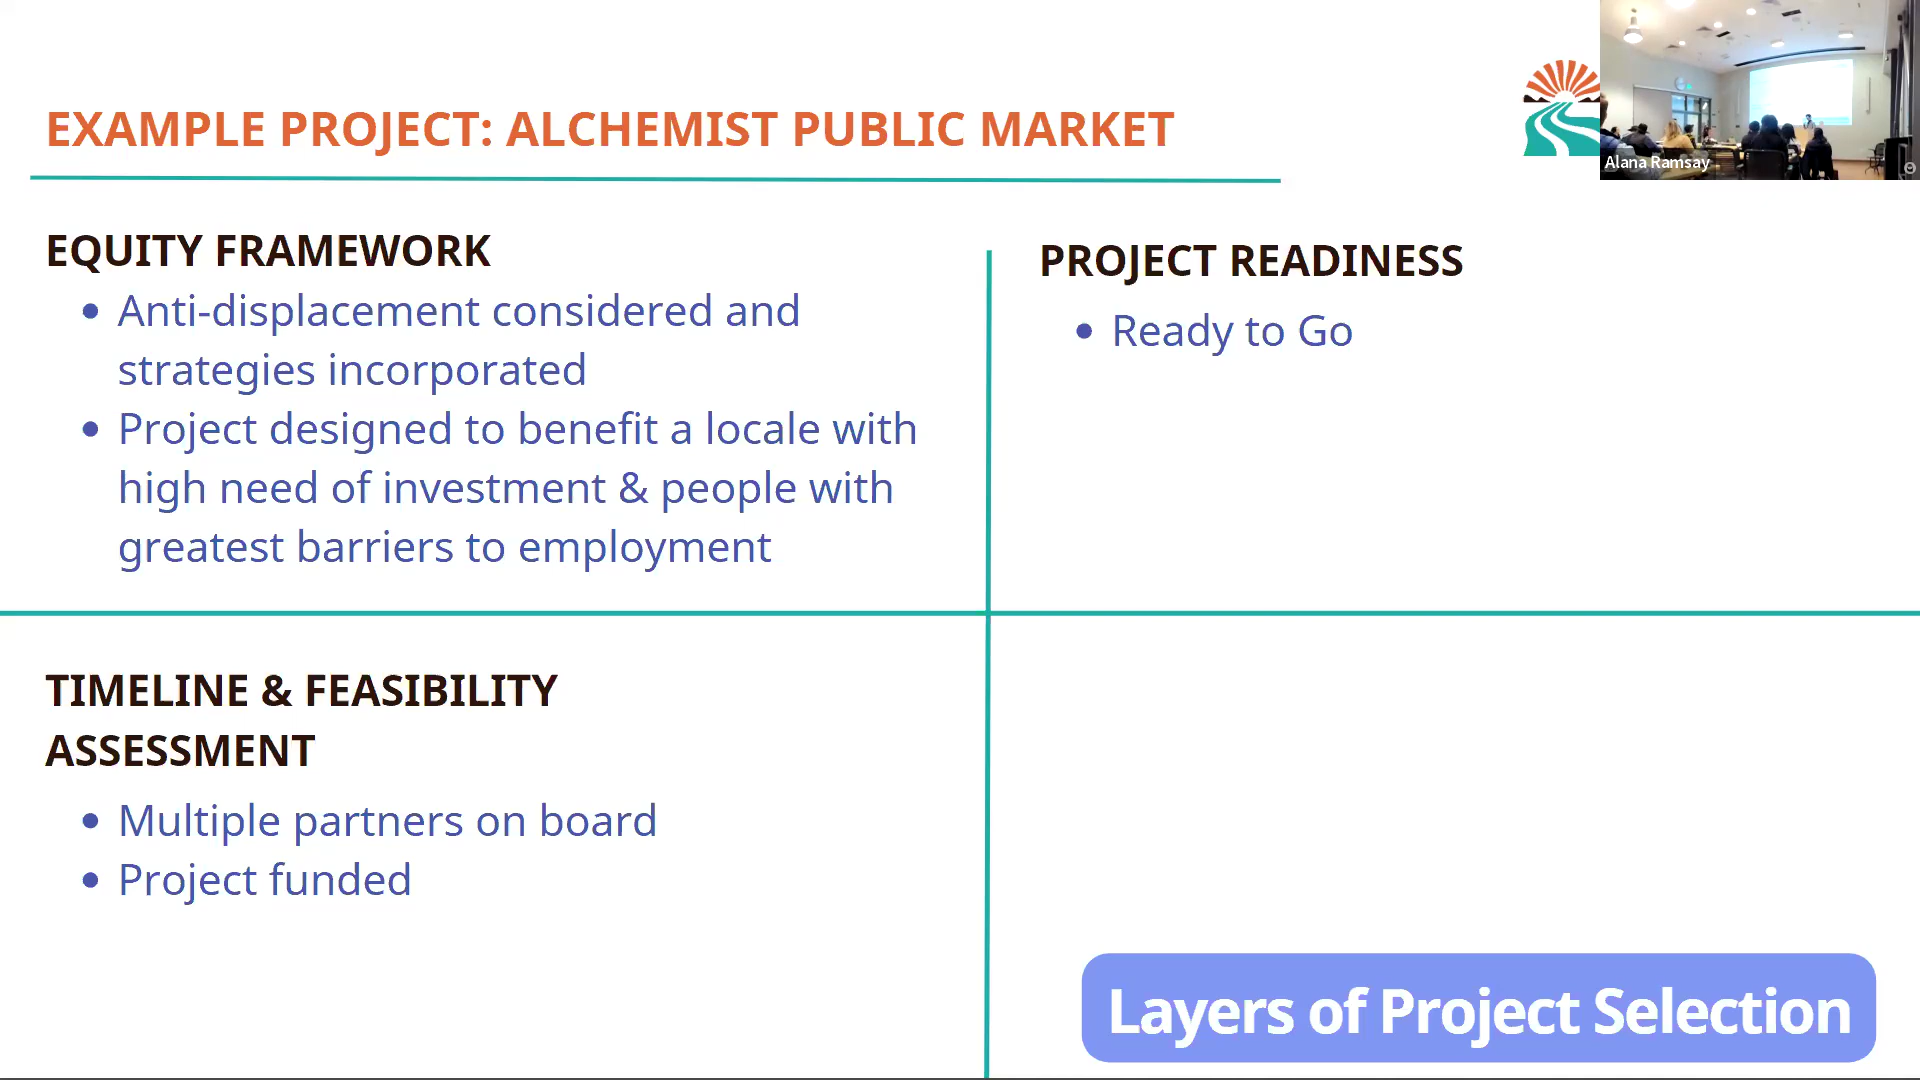 EXAMPLE PROJECT: ALCHEMIST PUBLIC MARKET
Alana Ramsay
EQUITY FRAMEWORK
• Anti-displacement considered and
strategies incorporated
• Project designed to benefit a locale with
high need of investment & people with
greatest barriers to employment
PROJECT READINESS
• Ready to Go
TIMELINE & FEASIBILITY
ASSESSMENT
• Multiple partners on board
• Project funded
Layers of Project Selection